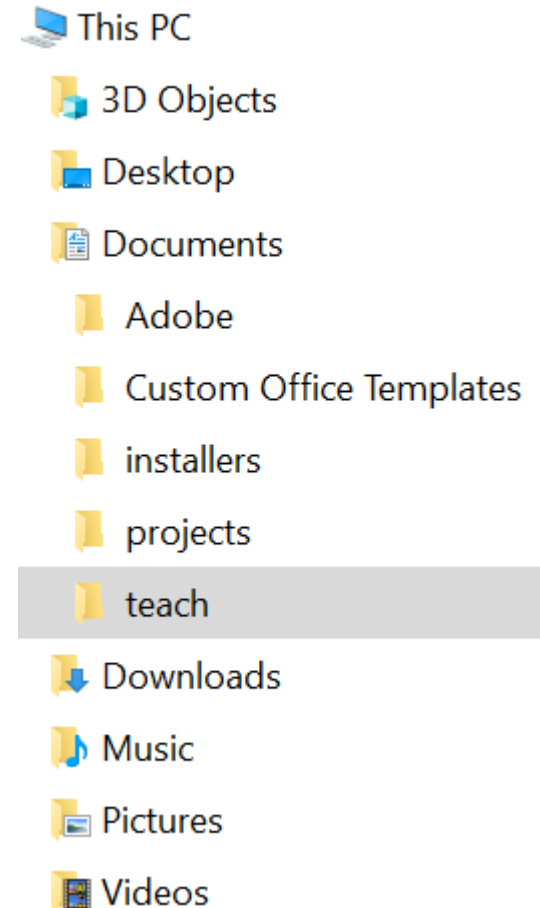 This PC
3D Objects
Desktop
Documents
Adobe
Custom Office Templates
installers
projects
teach
Downloads
Music
Pictures
Videos